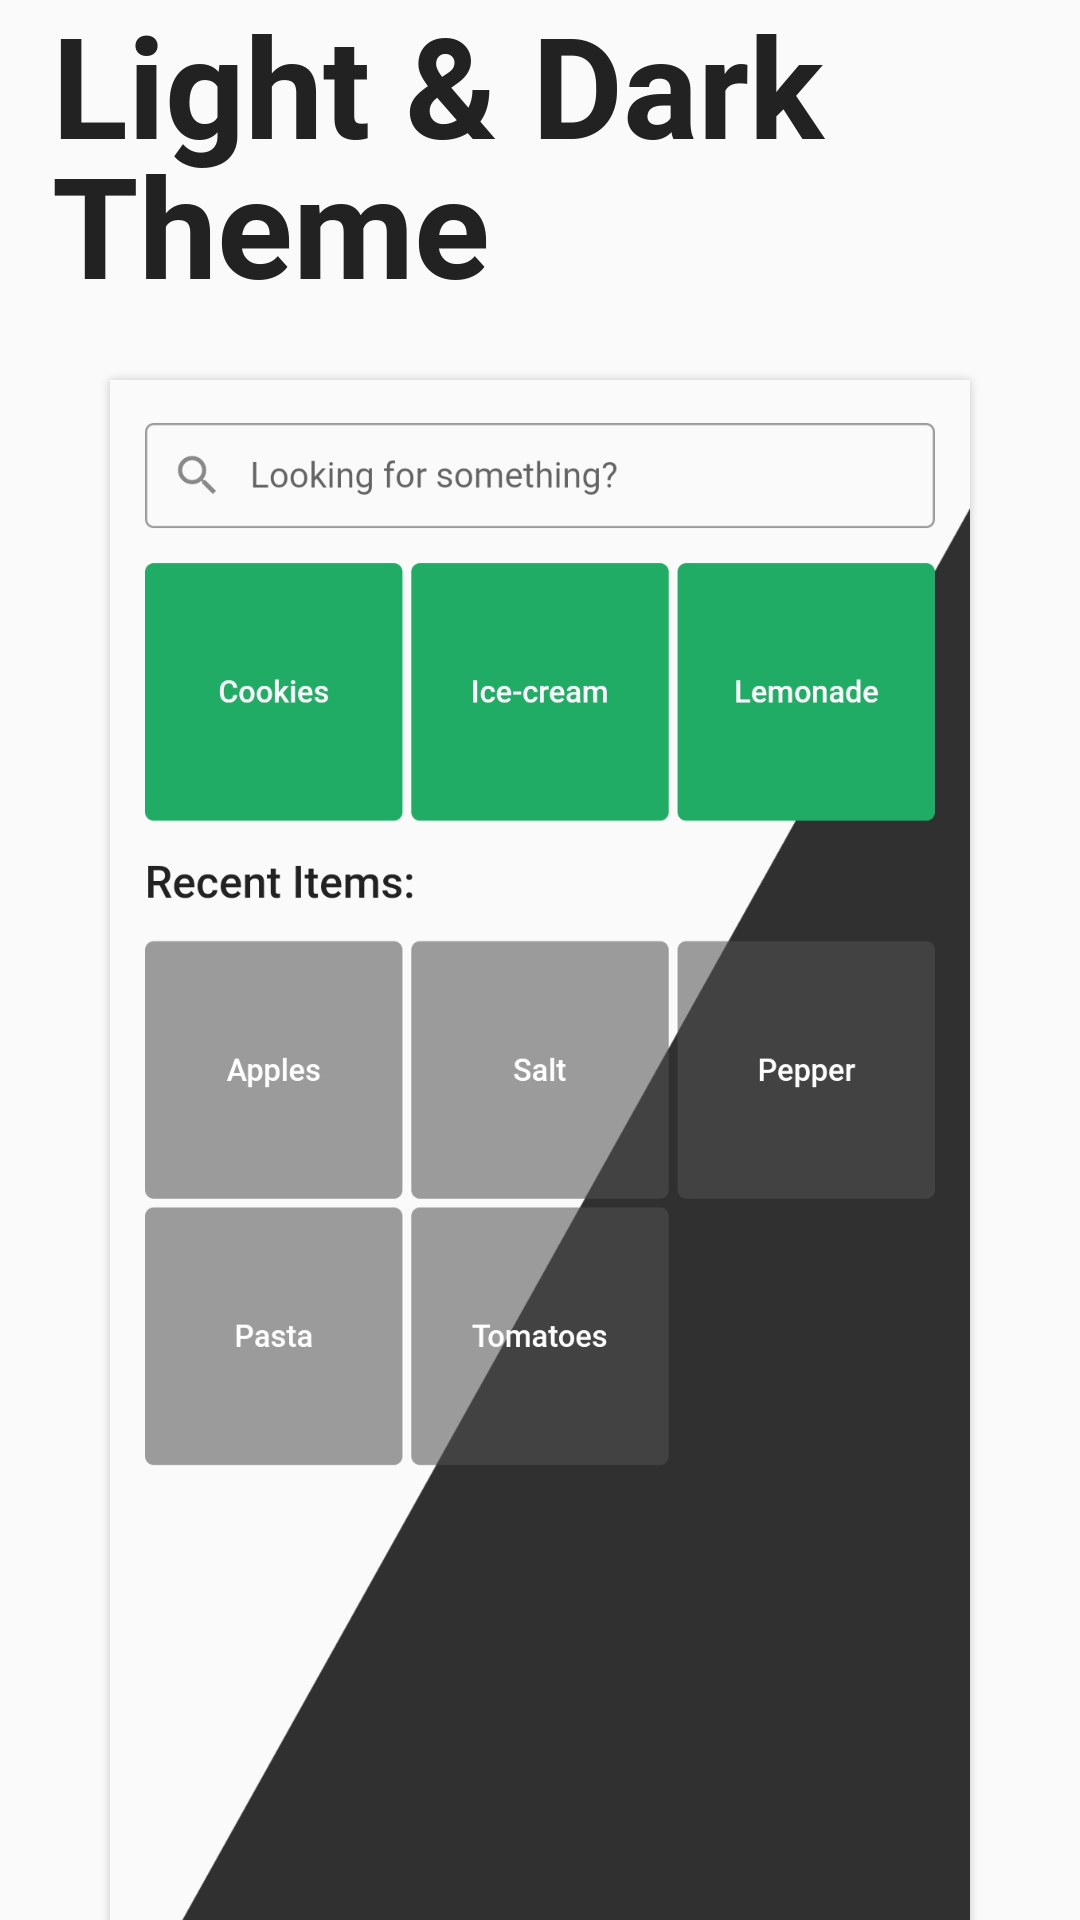 Light & Dark
Theme
Looking for something?
Cookies Ice-cream Lemonade
Recent Items:
Apples Salt Pepper
Pasta Tomatoes